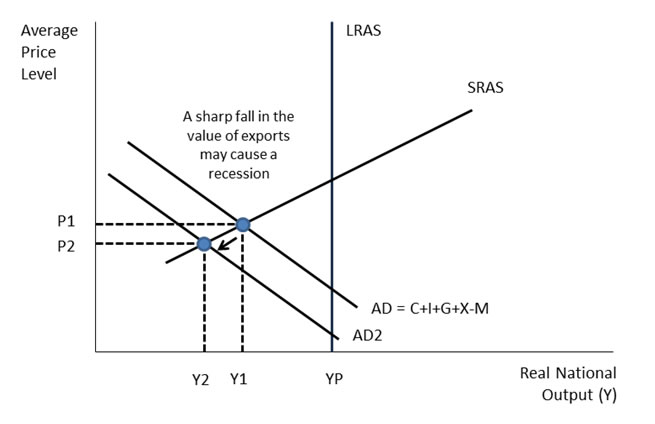 Average
Price
Level
LRAS
SRAS
A sharp fall in the
value of exports
may cause a
recession
P1
P2
AD = C+I+G+X-M
AD2
Y2
Y1
YP
Real National
Output (Y)